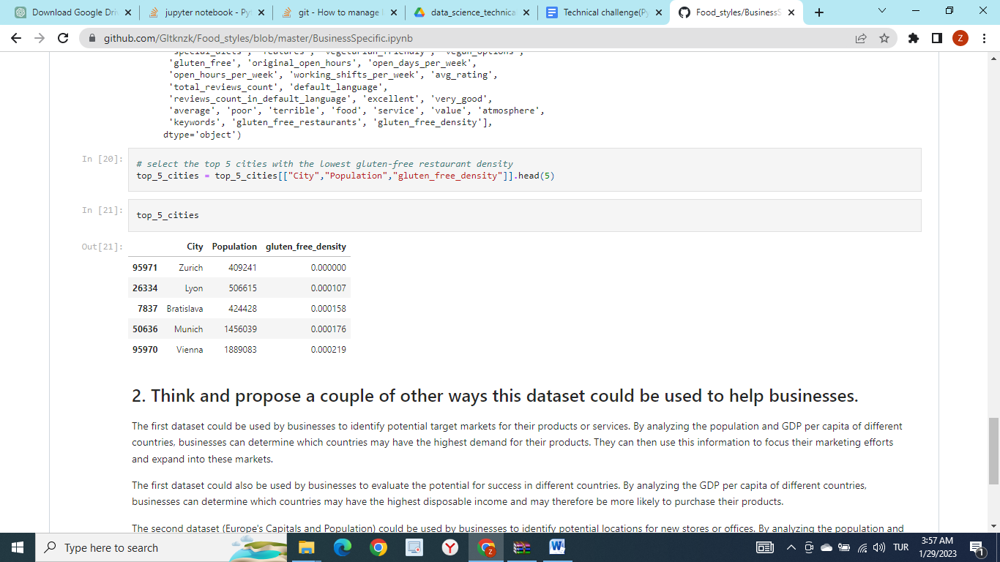 Download Google Dri
jupyter notebook - Py
git - How to manage
data_science_technica
Technical challenge(Py
Food_styles/BusinessS
github.com/Gltknzk/Food_styles/blob/master/BusinessSpecific.ipynb
Z
'special_diets', 'features', 'vegetarian_friendly', 'vegan_options',
'gluten_free', 'original_open_hours', 'open_days_per_week',
'open_hours_per_week', 'working_shifts_per_week', 'avg_rating',
'total_reviews_count', 'default_language',
'reviews_count_in_default_language', 'excellent', 'very_good',
'average', 'poor', 'terrible', 'food', 'service', 'value', 'atmosphere',
'keywords', 'gluten_free_restaurants', 'gluten_free_density'],
dtype='object')
In [20]:
# select the top 5 cities with the lowest gluten-free restaurant density
top_5_cities = top_5_cities[["City","Population","gluten_free_density"]].head(5)
In [21]:
top_5_cities
Out[21]:
City Population gluten_free_density
95971 Zurich 409241 0.000000
26334 Lyon 506615 0.000107
7837 Bratislava 424428 0.000158
50636 Munich 1456039 0.000176
95970 Vienna 1889083 0.000219
2. Think and propose a couple of other ways this dataset could be used to help businesses.
The first dataset could be used by businesses to identify potential target markets for their products or services. By analyzing the population and GDP per capita of different
countries, businesses can determine which countries may have the highest demand for their products. They can then use this information to focus their marketing efforts
and expand into these markets.
The first dataset could also be used by businesses to evaluate the potential for success in different countries. By analyzing the GDP per capita of different countries,
businesses can determine which countries may have the highest disposable income and may therefore be more likely to purchase their products.
The second dataset (Europe's Capitals and Population) could be used by businesses to identify potential locations for new stores or offices. By analyzing the population and
Type here to search
TUR
3:57 AM
1/29/2023
1